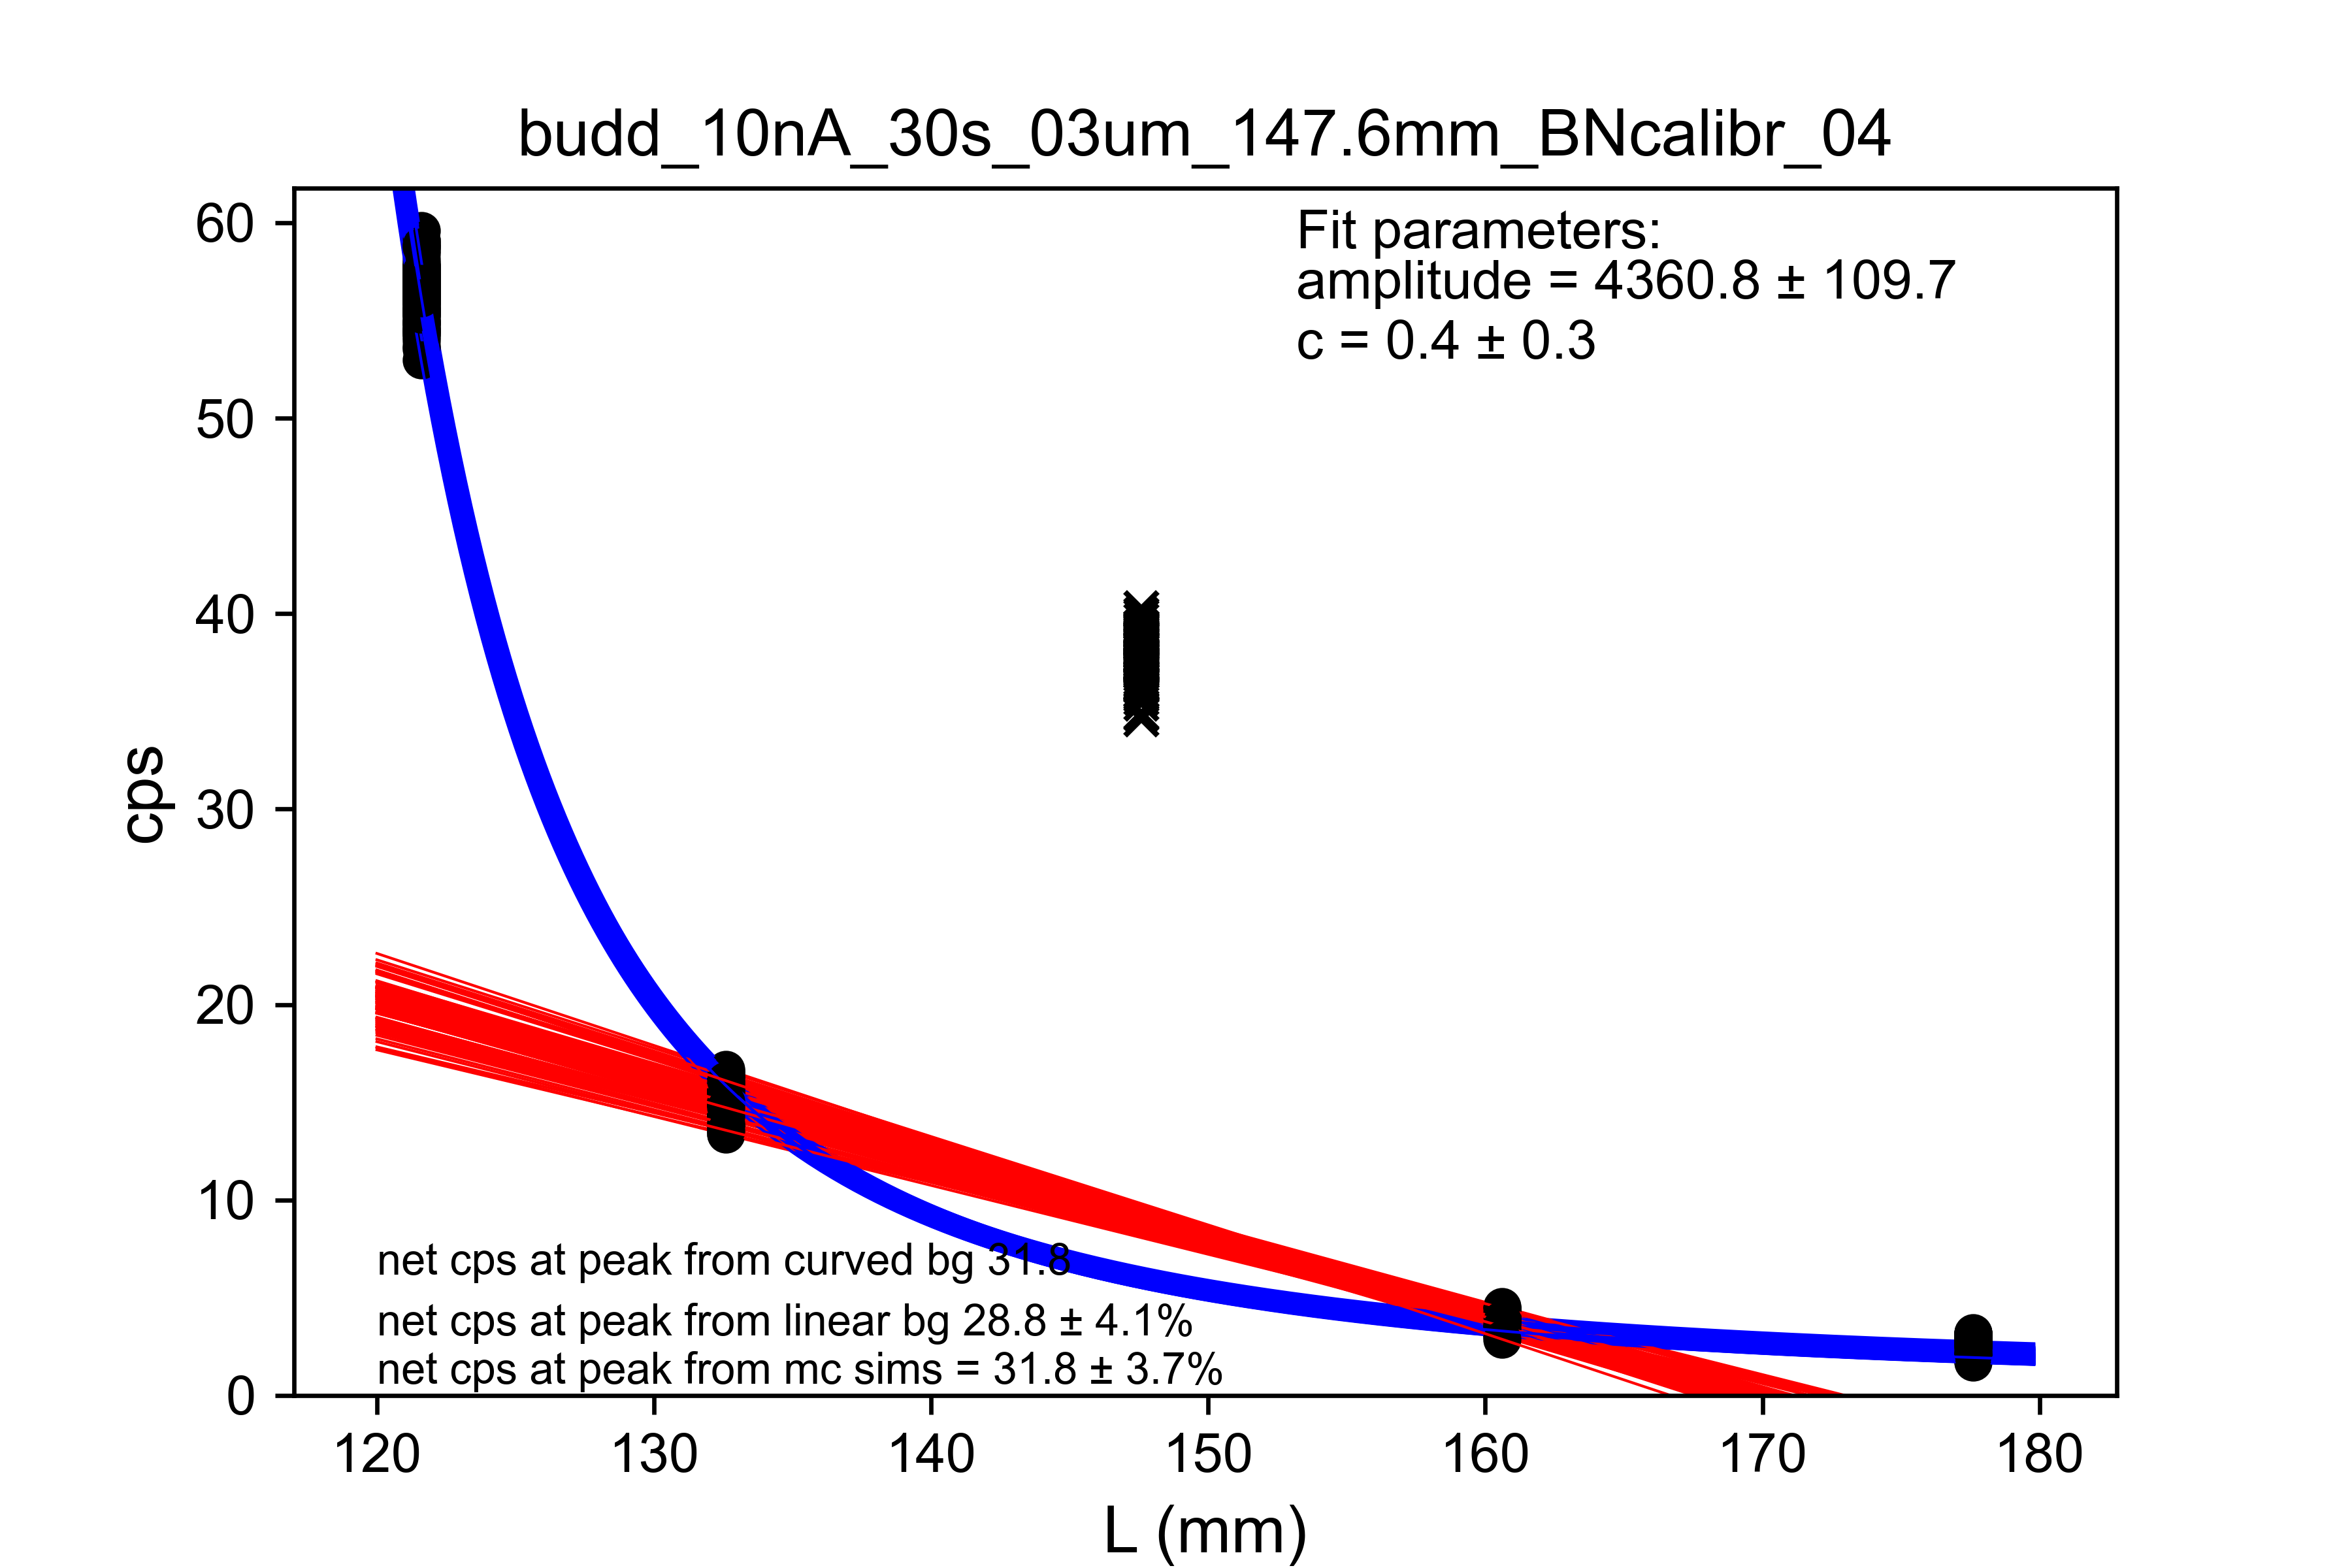 budd_10nA_30s_03um_147.6mm_BNcalibr_04
Fit parameters:
amplitude = 4360.8 ± 109.7
c = 0.4 ± 0.3
60
50
40
30
20
10
0
cps
net cps at peak from curved bg 31.8
net cps at peak from linear bg 28.8 ± 4.1%
net cps at peak from mc sims = 31.8 ± 3.7%
120 130 140 150 160 170 180
L (mm)